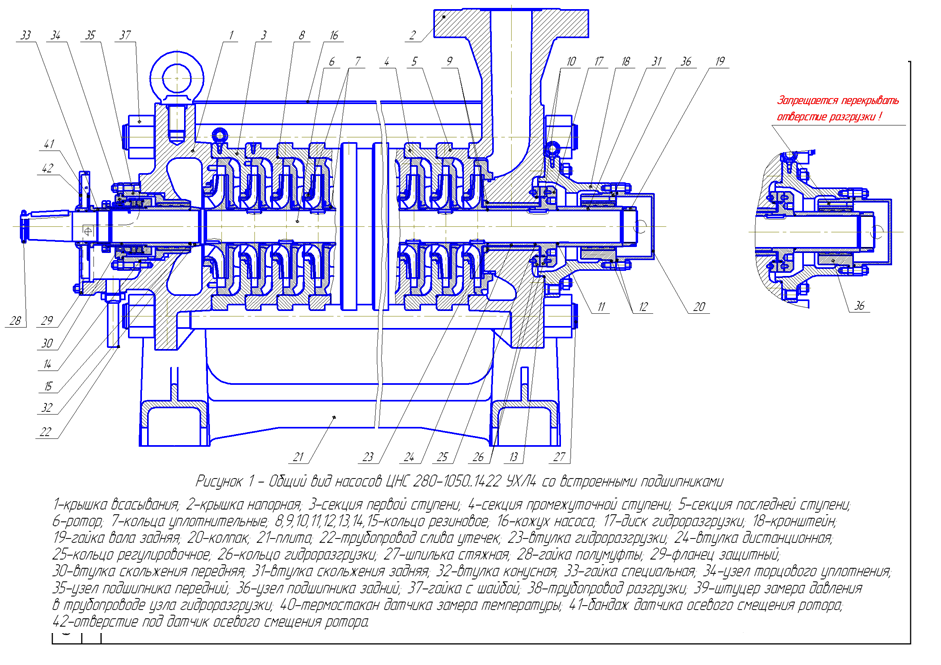 33 34 35 37 1 3 8 16 6 7 4 5 9 2 10 17 18 31 36 19
Запрещается перекрывать
отверстие разгрузки !
41
42
28 29 30 14 15 32 22
21 23 24 25 26 13 27
11 12 20
36
Рисунок 1 – Общий вид насосов ЦНС 280-1050..1422 УХЛ4 со встроенными подшипниками
1-крышка всасывания, 2-крышка напорная, 3-секция первой ступени, 4-секция промежуточной ступени, 5-секция последней ступени,
6-ротор, 7-кольца уплотнительные, 8,9,10,11,12,13,14,15-кольцо резиновое, 16-кожух насоса, 17-диск гидроразгрузки, 18-кронштейн,
19-гайка вала задняя, 20-колпак, 21-плита, 22-трубопровод слива утечек, 23-втулка гидроразгрузки, 24-втулка дистанционная,
25-кольцо регулировочное, 26-кольцо гидроразгрузки, 27-шпилька стяжная, 28-гайка полумуфты, 29-фланец защитный,
30-втулка скольжения передняя, 31-втулка скольжения задняя, 32-втулка конусная, 33-гайка специальная, 34-узел торцового уплотнения,
35-узел подшипника передний, 36-узел подшипника задний, 37-гайка с шайбой, 38-трубопровод разгрузки, 39-штуцер замера давления
в трубопроводе узла гидроразгрузки, 40-термостакан датчика замера температуры, 41-бандаж датчика осевого смещения ротора,
42-отверстие под датчик осевого смещения ротора.